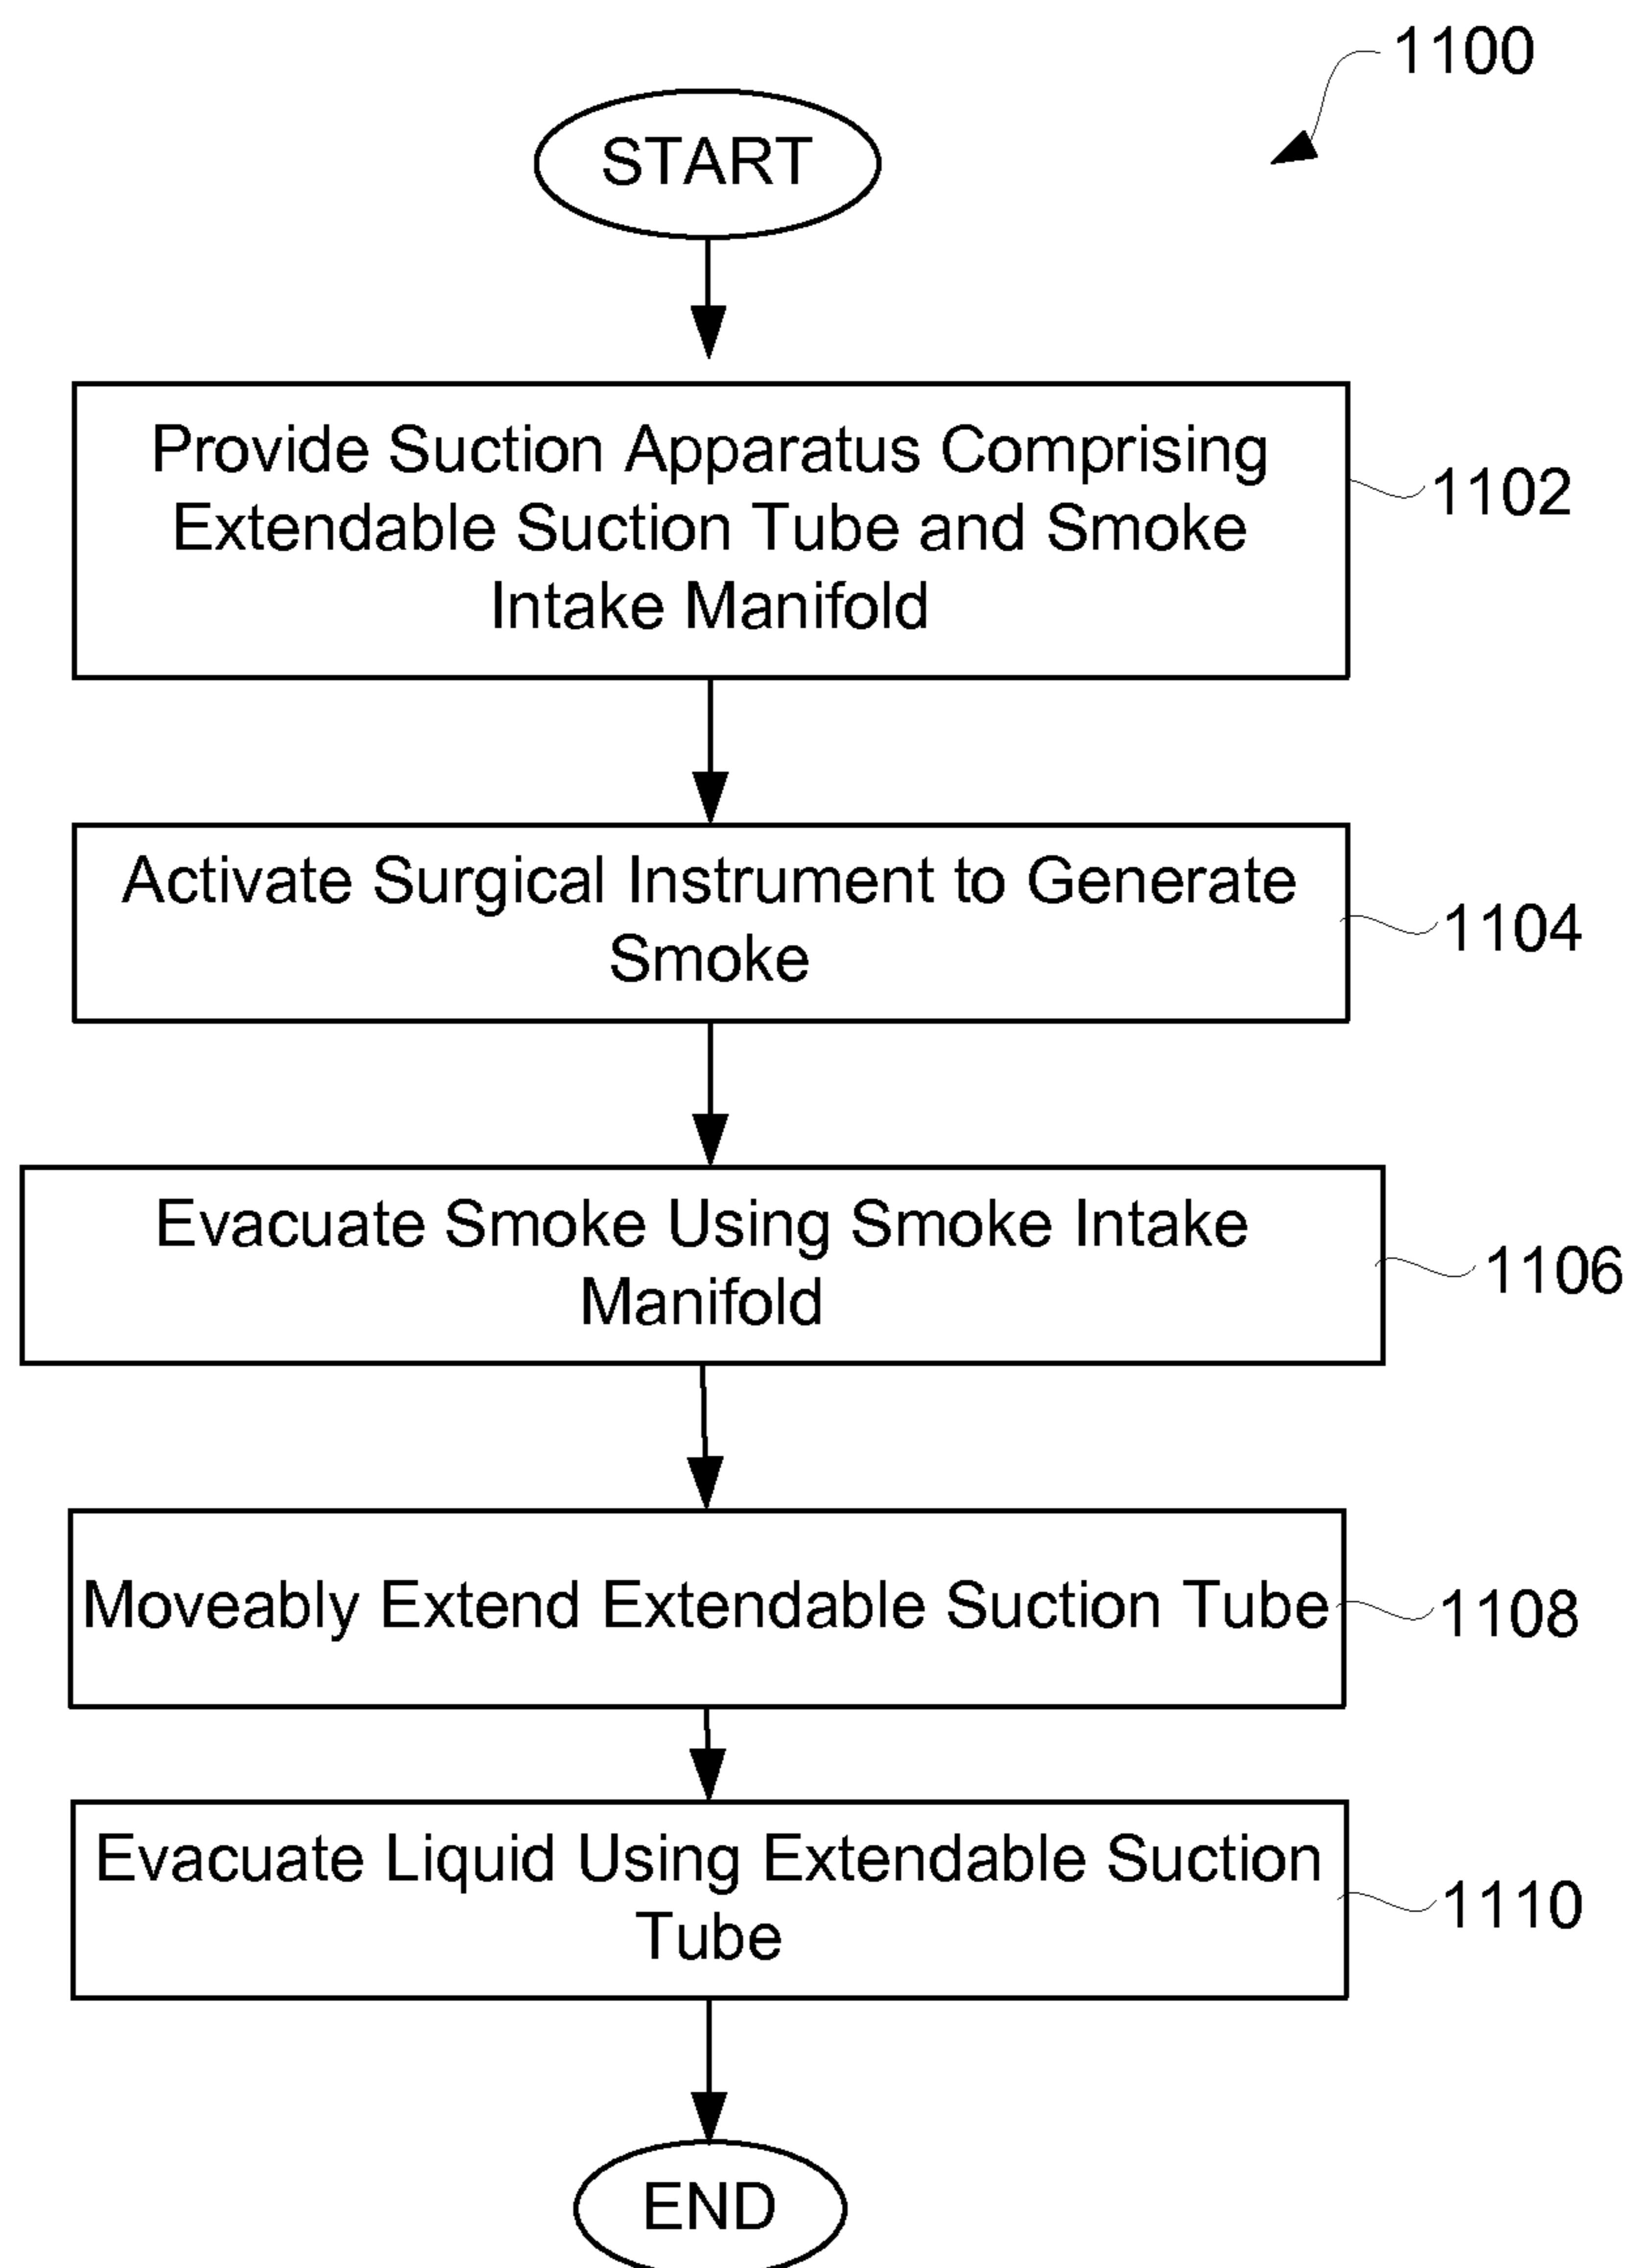 1100
START
Provide Suction Apparatus Comprising
Extendable Suction Tube and Smoke
Intake Manifold
1102
Activate Surgical Instrument to Generate
Smoke
1104
Evacuate Smoke Using Smoke Intake
Manifold
1106
Moveably Extend Extendable Suction Tube
1108
Evacuate Liquid Using Extendable Suction
Tube
1110
END